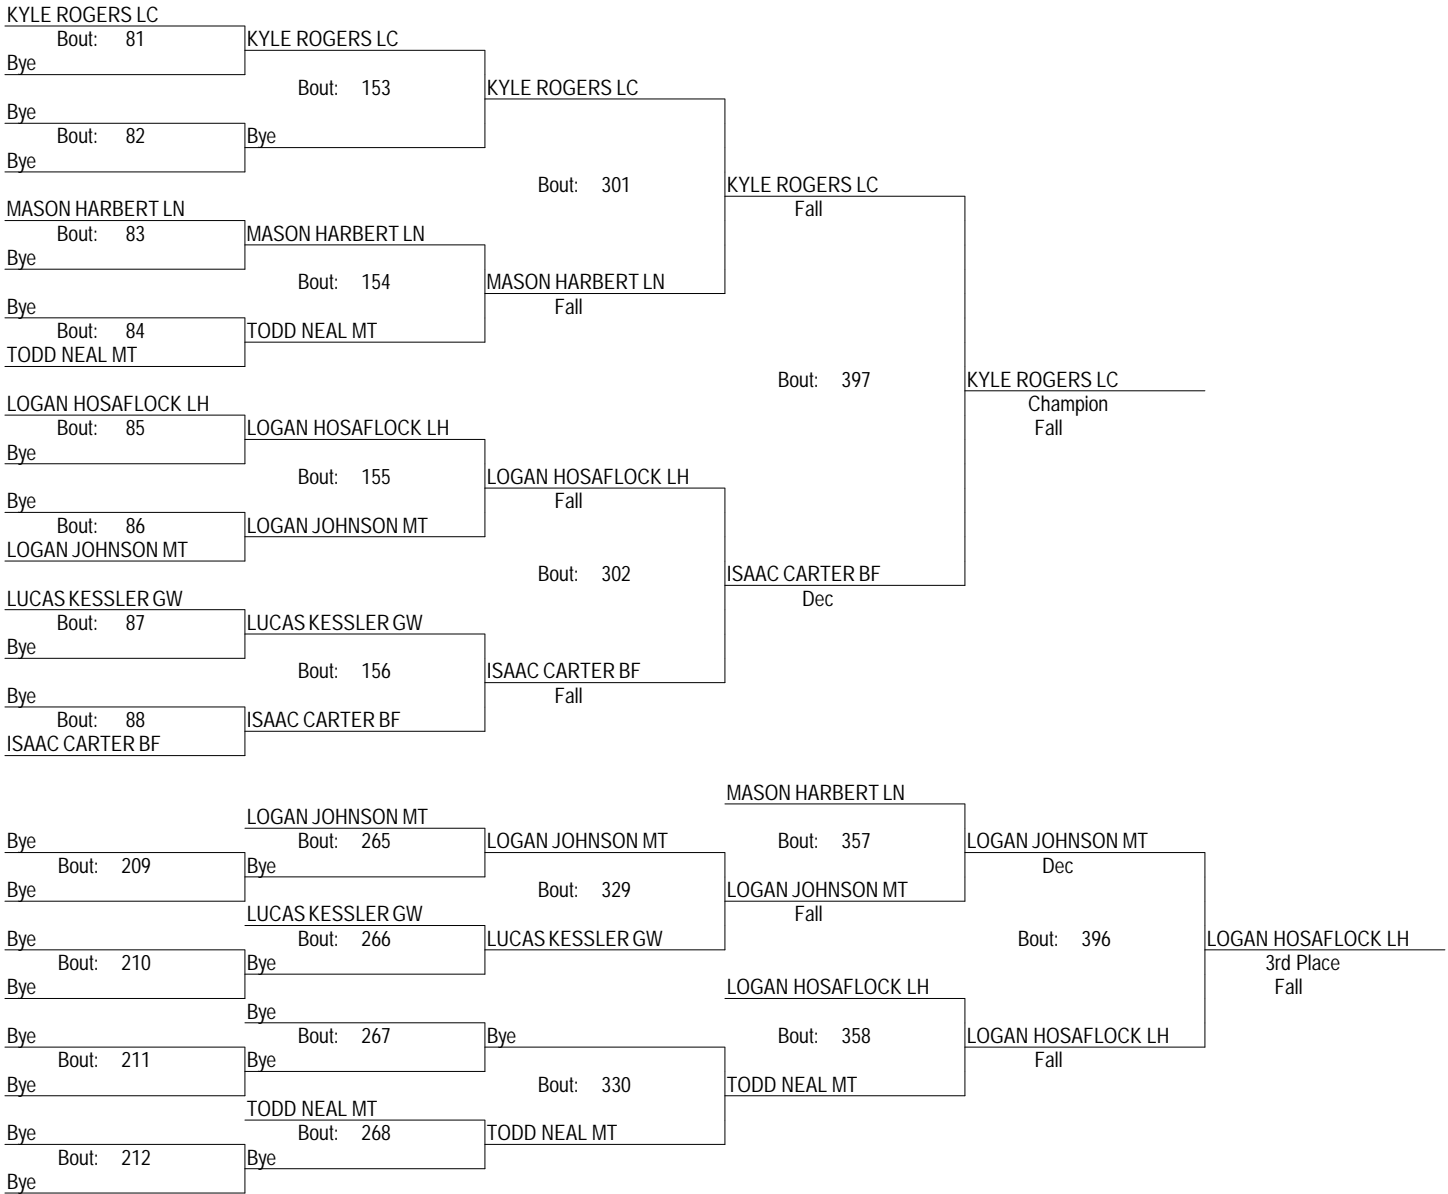 KYLE ROGERS LC
Bout: 81 KYLE ROGERS LC
Bye
Bout: 153 KYLE ROGERS LC
Bye
Bout: 82 Bye
Bye
Bout: 301 KYLE ROGERS LC
MASON HARBERT LN Fall
Bout: 83 MASON HARBERT LN
Bye
Bout: 154 MASON HARBERT LN
Bye Fall
Bout: 84 TODD NEAL MT
TODD NEAL MT
Bout: 397 KYLE ROGERS LC
LOGAN HOSAFLOCK LH Champion
Bout: 85 LOGAN HOSAFLOCK LH Fall
Bye
Bout: 155 LOGAN HOSAFLOCK LH
Bye Fall
Bout: 86 LOGAN JOHNSON MT
LOGAN JOHNSON MT
Bout: 302 ISAAC CARTER BF
LUCAS KESSLER GW Dec
Bout: 87 LUCAS KESSLER GW
Bye
Bout: 156 ISAAC CARTER BF
Bye Fall
Bout: 88 ISAAC CARTER BF
ISAAC CARTER BF
MASON HARBERT LN
LOGAN JOHNSON MT
Bye Bout: 265 LOGAN JOHNSON MT Bout: 357 LOGAN JOHNSON MT
Bout: 209 Bye Dec
Bye Bout: 329 LOGAN JOHNSON MT
LUCAS KESSLER GW Fall
Bye Bout: 266 LUCAS KESSLER GW Bout: 396 LOGAN HOSAFLOCK LH
Bout: 210 Bye 3rd Place
Bye LOGAN HOSAFLOCK LH Fall
Bye
Bye Bout: 267 Bye Bout: 358 LOGAN HOSAFLOCK LH
Bout: 211 Bye Fall
Bye Bout: 330 TODD NEAL MT
TODD NEAL MT
Bye Bout: 268 TODD NEAL MT
Bout: 212 Bye
Bye